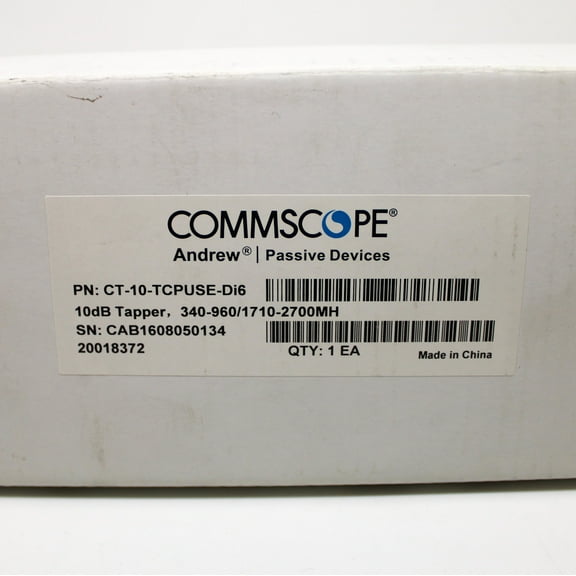 COMMSCOPE®
Andrew® | Passive Devices
PN: CT-10-TCPUSE-Di6
10dB Tapper, 340-960/1710-2700MH
SN: CAB1608050134
20018372 QTY: 1 EA Made in China